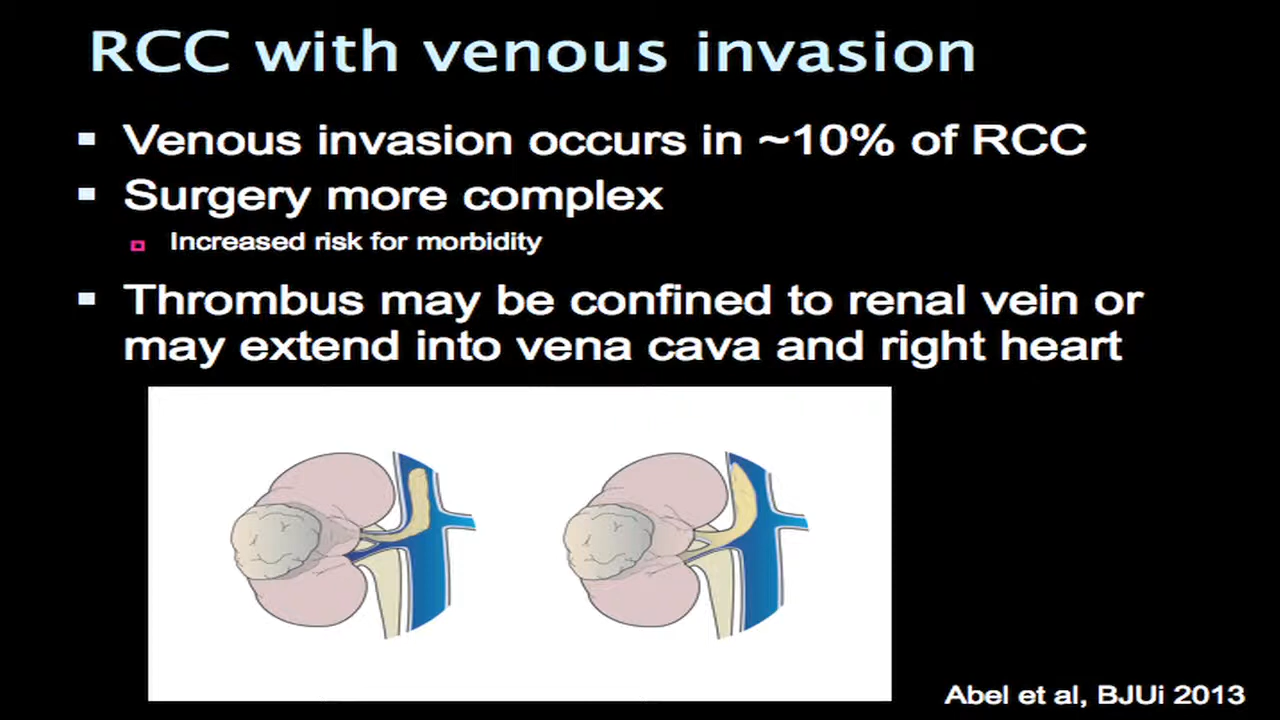 RCC with venous invasion
Venous invasion occurs in ~10% of RCC
Surgery more complex
Increased risk for morbidity
Thrombus may be confined to renal vein or
may extend into vena cava and right heart
Abel et al, BJUi 2013